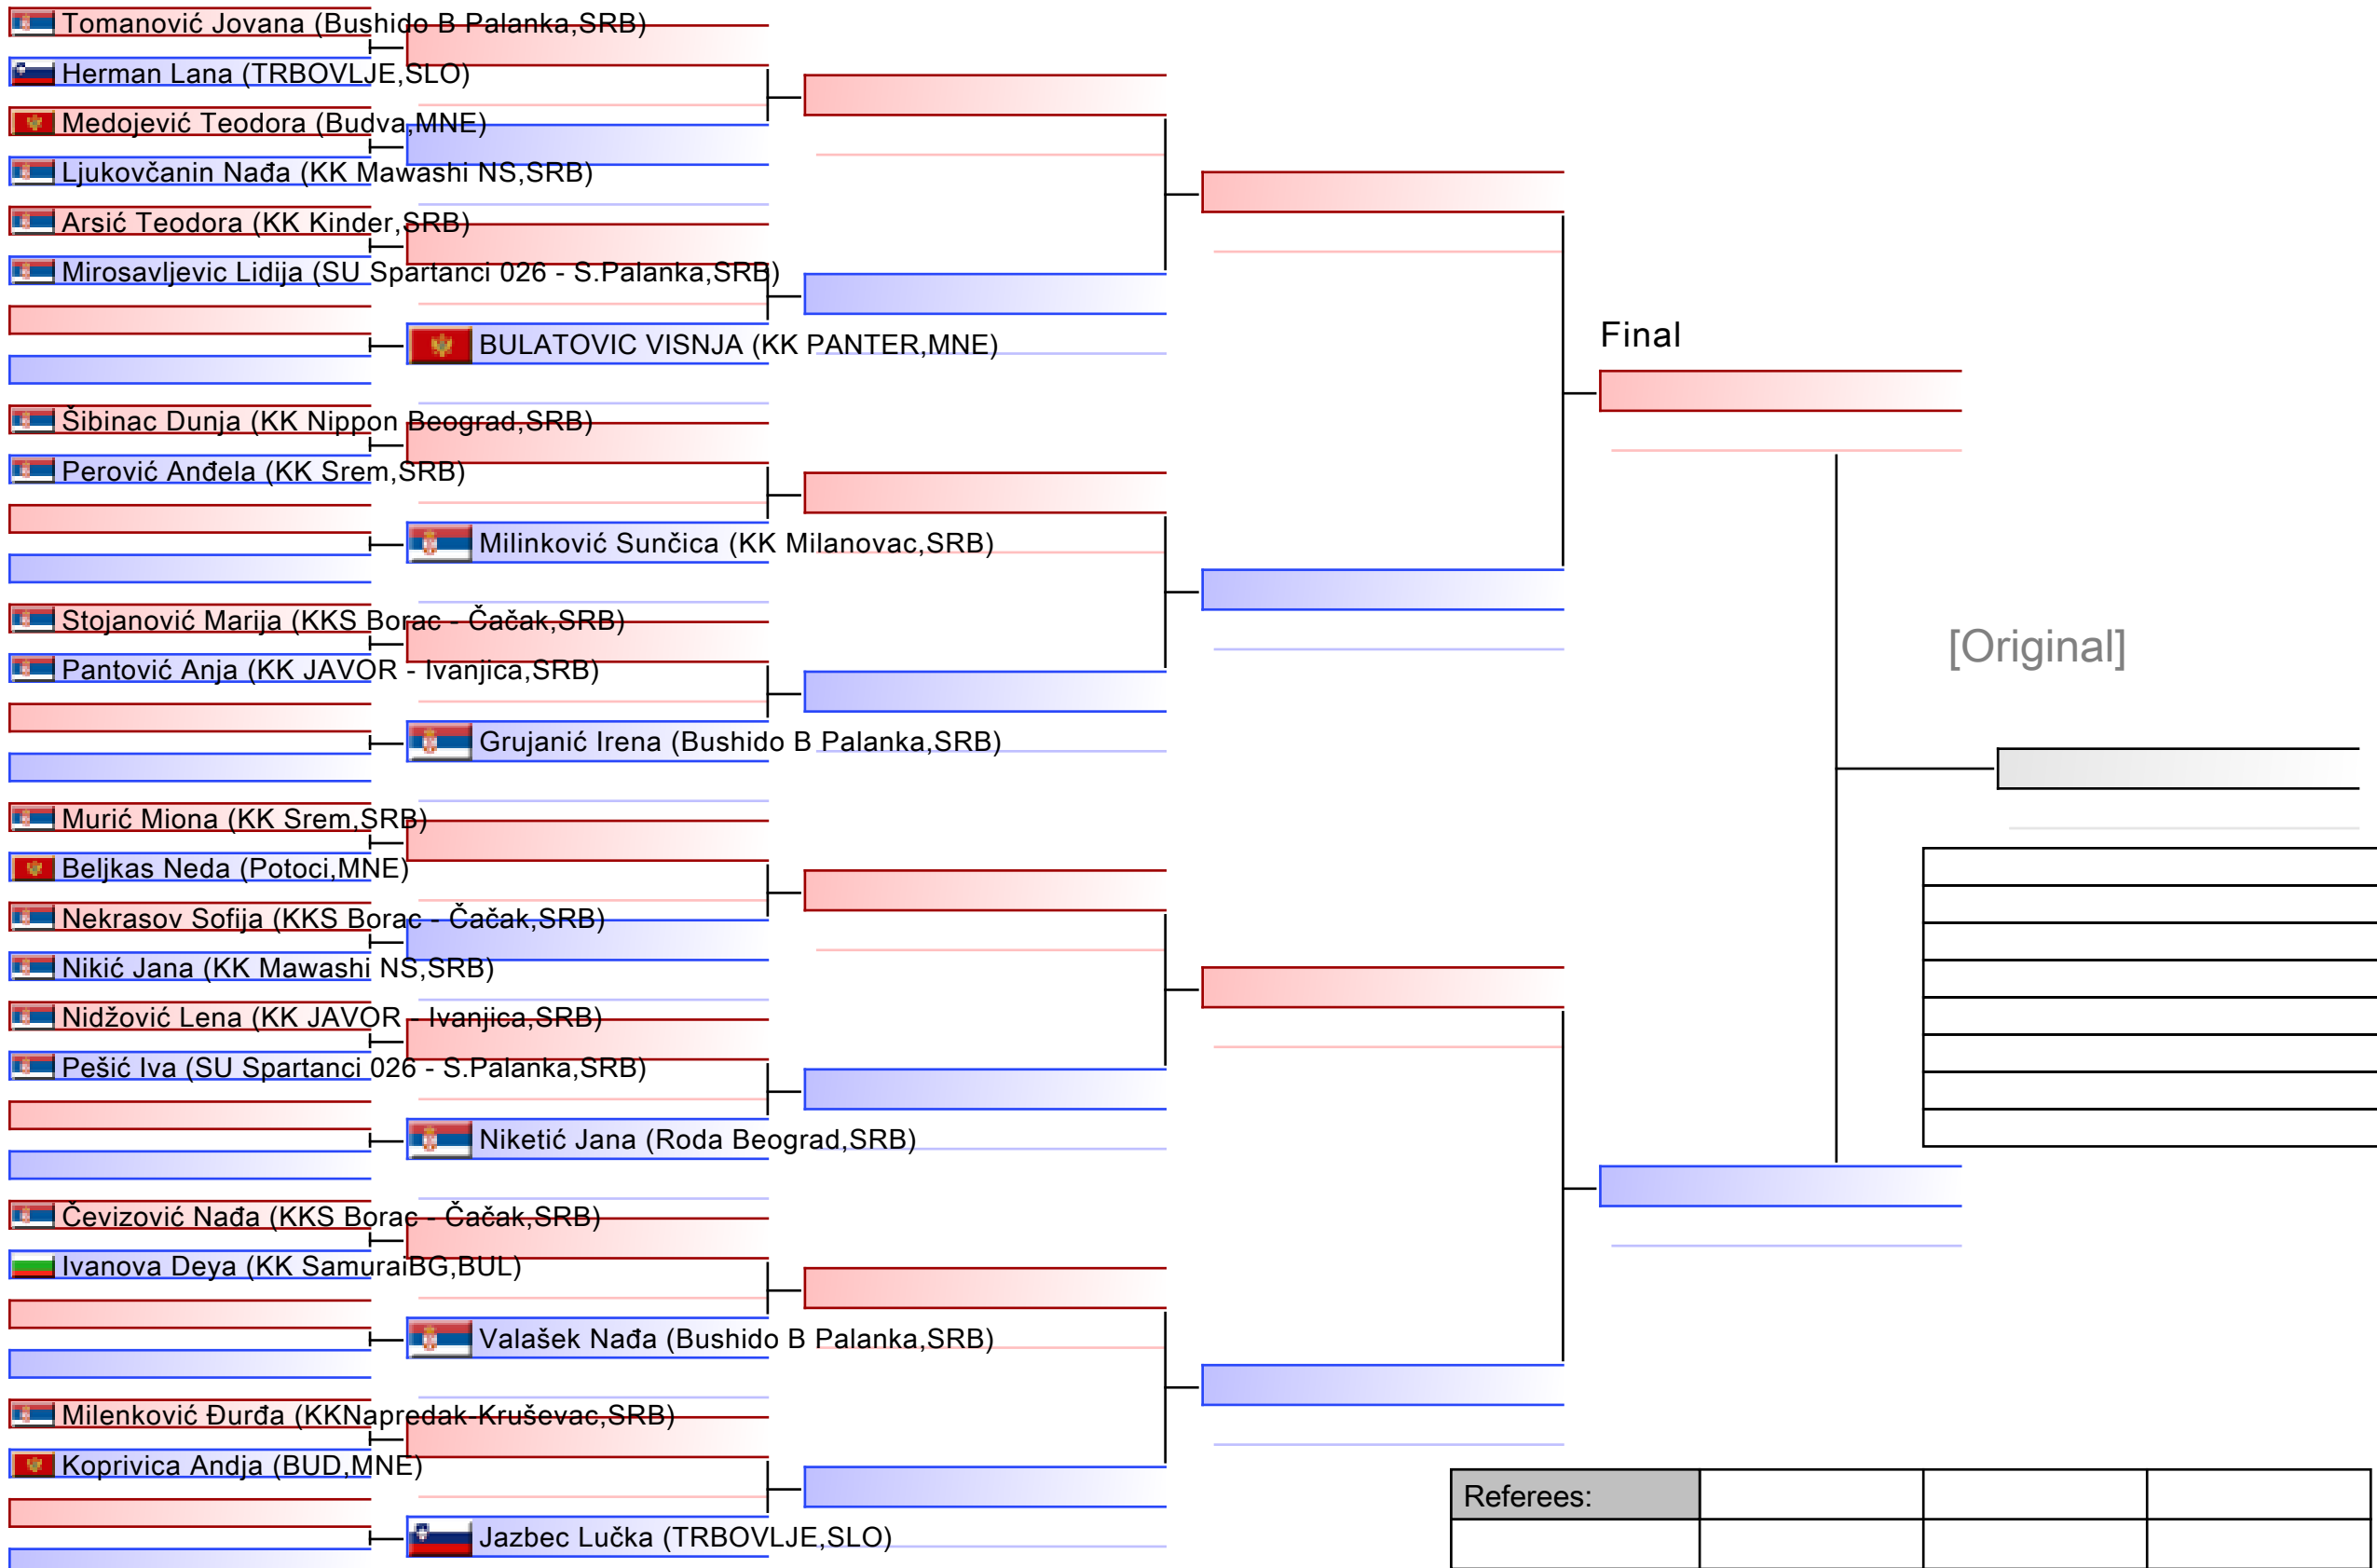 Tomanović Jovana (Bushido B Palanka,SRB)
Herman Lana (TRBOVLJE,SLO)
Medojević Teodora (Budva,MNE)
Ljukovčanin Nađa (KK Mawashi NS,SRB)
Arsić Teodora (KK Kinder,SRB)
Mirosavljevic Lidija (SU Spartanci 026 - S.Palanka,SRB)
BULATOVIC VISNJA (KK PANTER,MNE)
Šibinac Dunja (KK Nippon Beograd,SRB)
Perović Anđela (KK Srem,SRB)
Milinković Sunčica (KK Milanovac,SRB)
Stojanović Marija (KKS Borac - Čačak,SRB)
Pantović Anja (KK JAVOR - Ivanjica,SRB)
Grujanić Irena (Bushido B Palanka,SRB)
Murić Miona (KK Srem,SRB)
Beljkas Neda (Potoci,MNE)
Nekrasov Sofija (KKS Borac - Čačak,SRB)
Nikić Jana (KK Mawashi NS,SRB)
Nidžović Lena (KK JAVOR - Ivanjica,SRB)
Pešić Iva (SU Spartanci 026 - S.Palanka,SRB)
Niketić Jana (Roda Beograd,SRB)
Čevizović Nađa (KKS Borac - Čačak,SRB)
Ivanova Deya (KK SamuraiBG,BUL)
Valašek Nađa (Bushido B Palanka,SRB)
Milenković Đurđa (KKNapredak-Kruševac,SRB)
Koprivica Andja (BUD,MNE)
Jazbec Lučka (TRBOVLJE,SLO)
Final
[Original]
Referees: